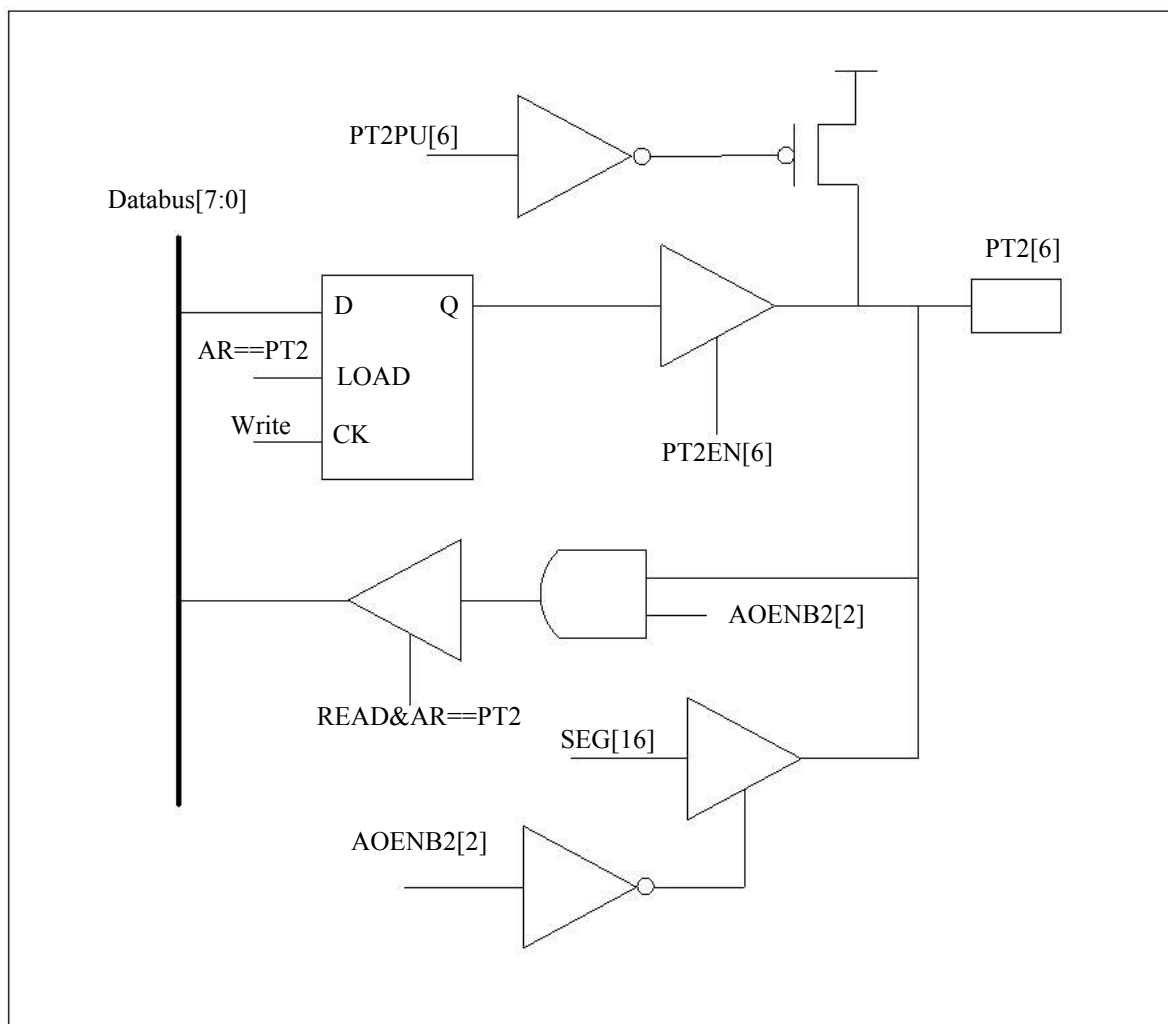 PT2PU[6]
Databus[7:0]
PT2[6]
D
Q
AR==PT2
LOAD
Write
CK
PT2EN[6]
AOENB2[2]
READ&AR==PT2
SEG[16]
AOENB2[2]